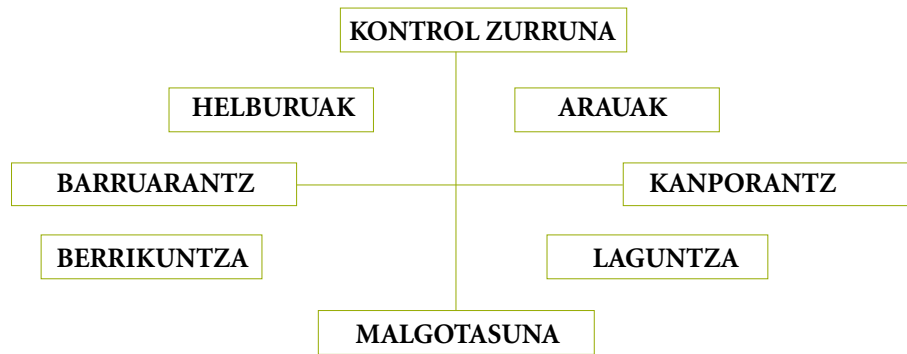 KONTROL ZURRUNA
HELBURUAK
ARAUAK
BARRUARANTZ
KANPORANTZ
BERRIKUNTZA
LAGUNTZA
MALGOTASUNA